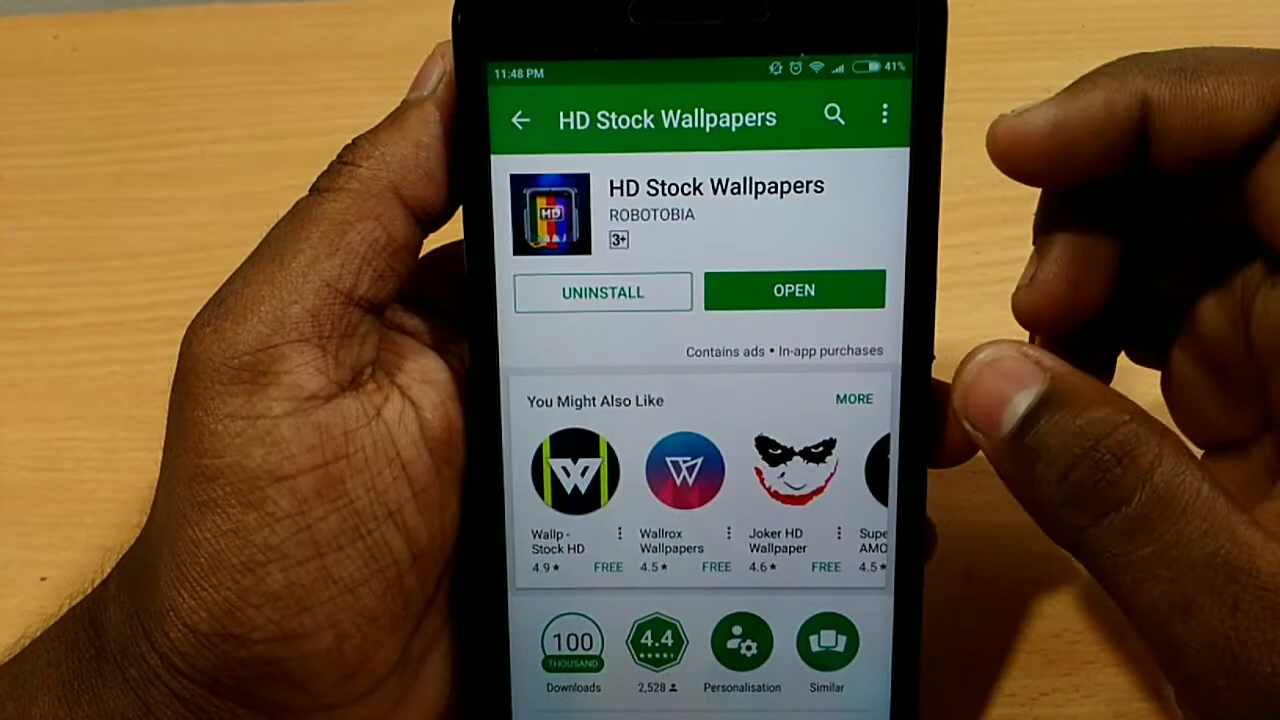 11:48 PM
41%
HD Stock Wallpapers
HD
HD Stock Wallpapers
ROBOTOBIA
3+
UNINSTALL
OPEN
Contains ads • In-app purchases
You Might Also Like
MORE
Wallp -
Stock HD
4.9★ FREE
Wallrox
Wallpapers
4.5★ FREE
Joker HD
Wallpaper
4.6★ FREE
Supe
AMO
4.5★
100
THOUSAND
Downloads
4.4
2,528
Personalisation
Similar